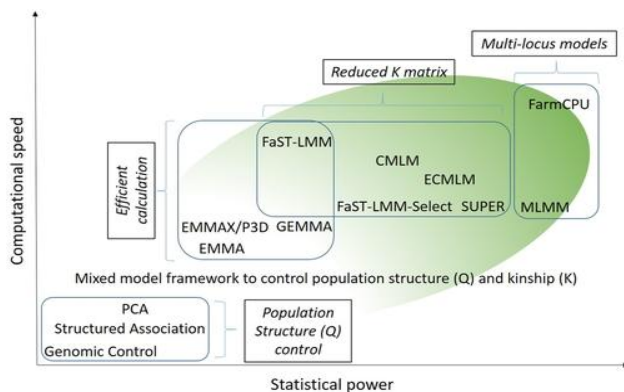 Multi-locus models
Reduced K matrix
FarmCPU
FaST-LMM
CMLM
ECMLM
FaST-LMM-Select SUPER MLMM
EMMAX/P3D GEMMA
EMMA
Efficient
calculation
Computational speed
Mixed model framework to control population structure (Q) and kinship (K)
PCA
Structured Association
Genomic Control
Population
Structure (Q)
control
Statistical power